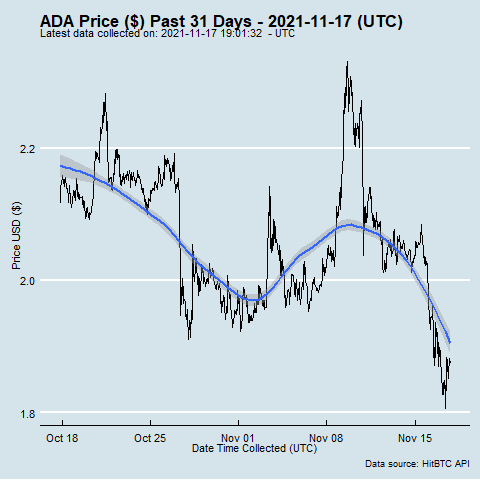 ADA Price ($) Past 31 Days - 2021-11-17 (UTC)
Latest data collected on: 2021-11-17 19:01:32 - UTC
Price USD ($)
2.2
2.0
1.8
Oct 18 Oct 25 Nov 01 Nov 08 Nov 15
Date Time Collected (UTC)
Data source: HitBTC API